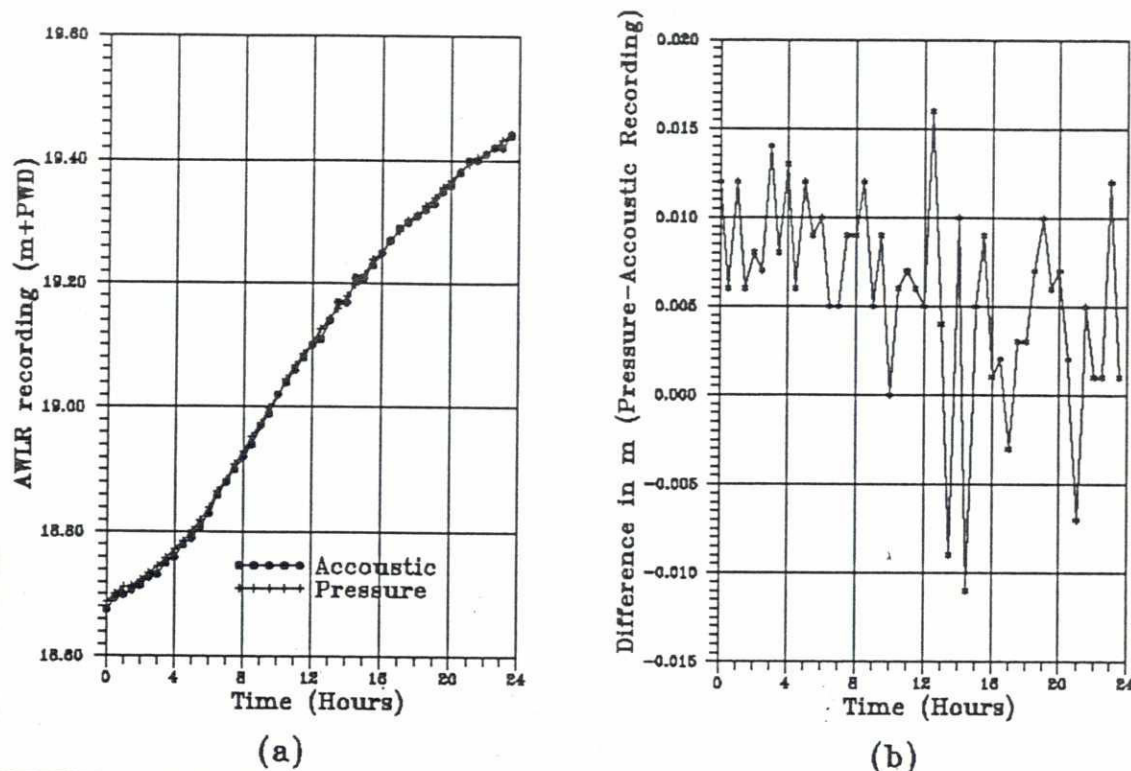 AWLR recording (m+PWD)
19.60
19.40
19.20
19.00
18.80
18.60
Accoustic
Pressure
0 4 8 12 16 20 24
Time (Hours)
(a)
Difference in m (Pressure-Accoustic Recording)
0.020
0.015
0.010
0.005
0.000
-0.005
-0.010
-0.015
0 4 8 12 16 20 24
Time (Hours)
(b)